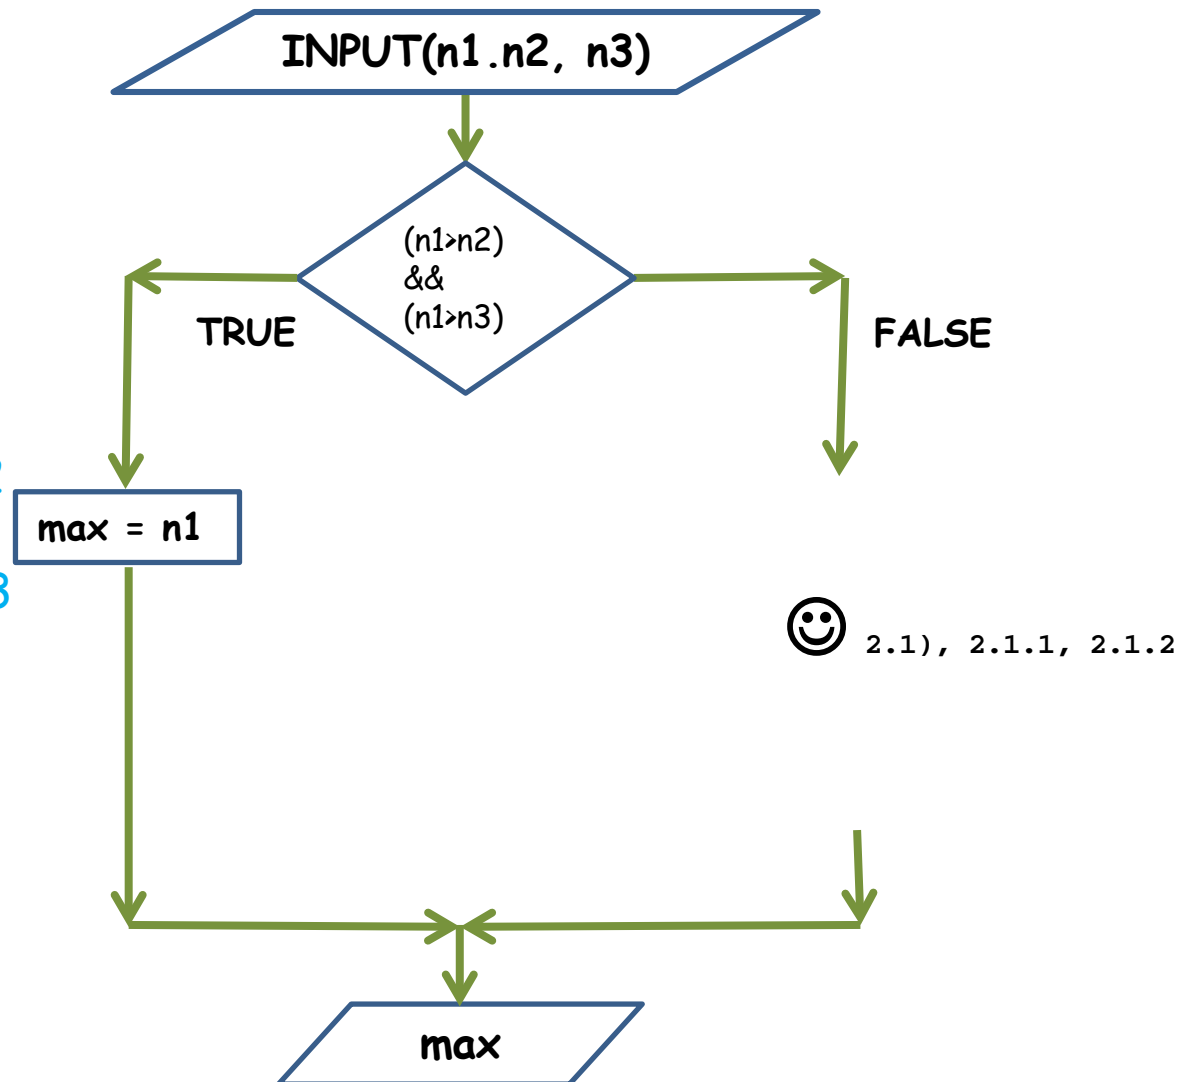 INPUT(n1.n2, n3)
(n1>n2)
&&
(n1>n3)
TRUE
FALSE
max = n1
3
2.1), 2.1.1, 2.1.2
max